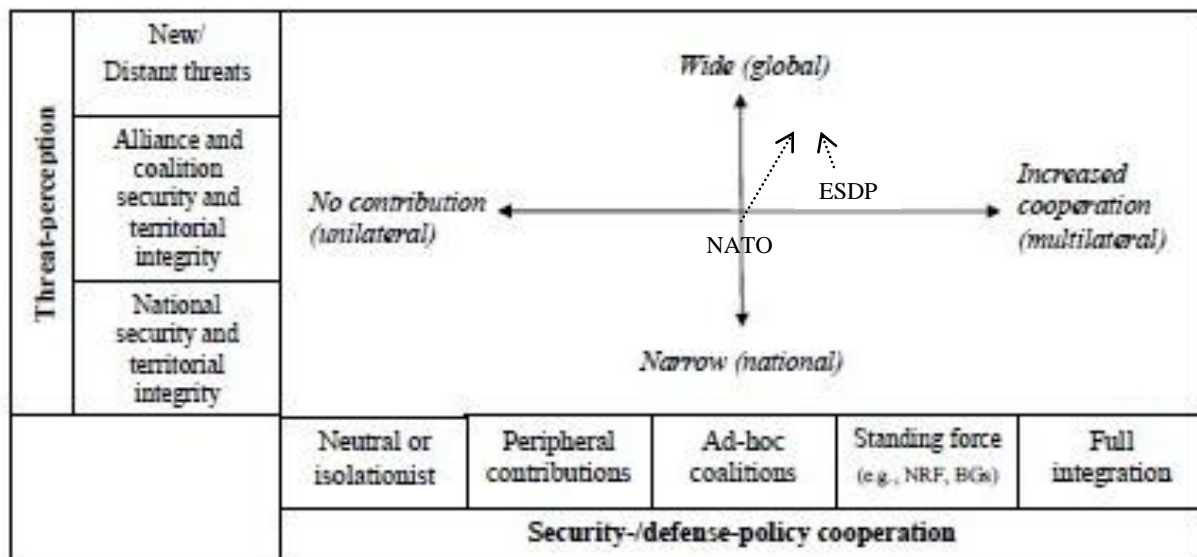 Threat-perception
New/
Distant threats
Alliance and
coalition
security and
territorial
integrity
National
security and
territorial
integrity
Wide (global)
No contribution
(unilateral)
ESDP
NATO
Increased
cooperation
(multilateral)
Narrow (national)
Neutral or
isolationist
Peripheral
contributions
Ad-hoc
coalitions
Standing force
(e.g., NRF, BGs)
Full
integration
Security-/defense-policy cooperation